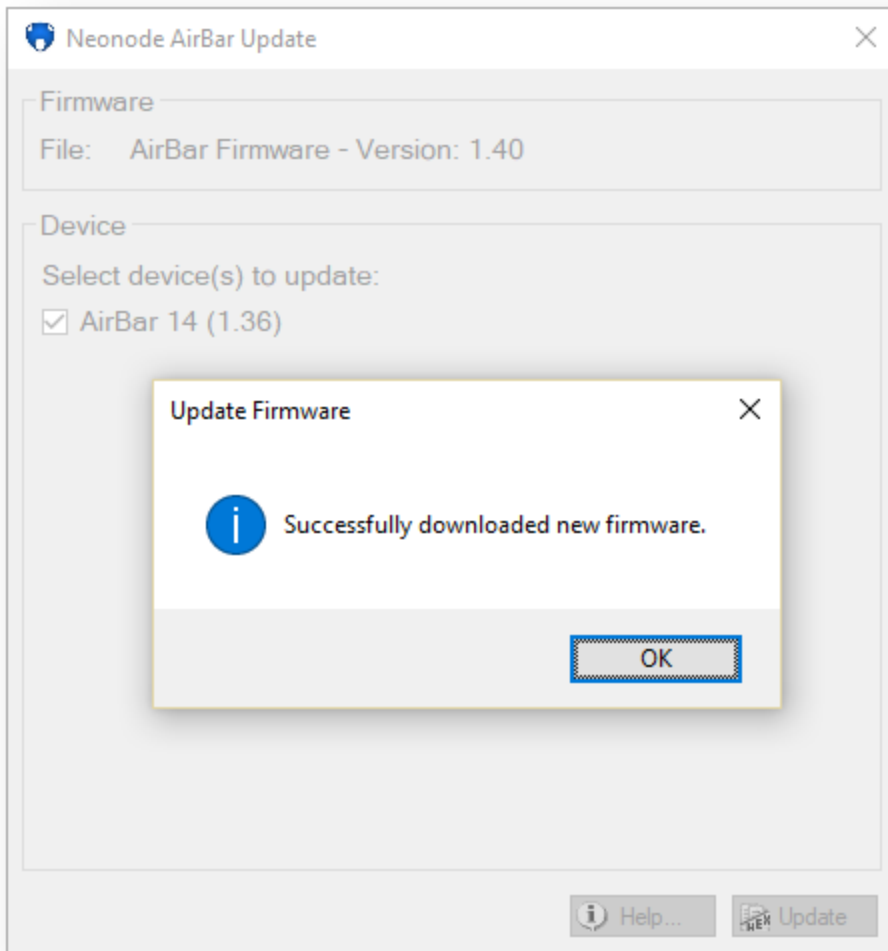 Neonode AirBar Update
Firmware
File: AirBar Firmware - Version: 1.40
Device
Select device(s) to update:
AirBar 14 (1.36)
Update Firmware
Successfully downloaded new firmware.
OK
Help...
Update